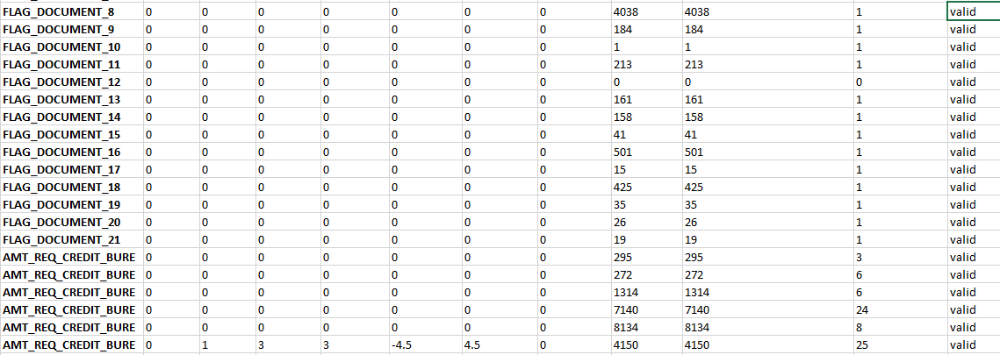 FLAG_DOCUMENT_8 0 0 0 0 0 0 0 4038 4038 1 valid
FLAG_DOCUMENT_9 0 0 0 0 0 0 0 184 184 1 valid
FLAG_DOCUMENT_10 0 0 0 0 0 0 0 1 1 1 valid
FLAG_DOCUMENT_11 0 0 0 0 0 0 0 213 213 1 valid
FLAG_DOCUMENT_12 0 0 0 0 0 0 0 0 0 0 valid
FLAG_DOCUMENT_13 0 0 0 0 0 0 0 161 161 1 valid
FLAG_DOCUMENT_14 0 0 0 0 0 0 0 158 158 1 valid
FLAG_DOCUMENT_15 0 0 0 0 0 0 0 41 41 1 valid
FLAG_DOCUMENT_16 0 0 0 0 0 0 0 501 501 1 valid
FLAG_DOCUMENT_17 0 0 0 0 0 0 0 15 15 1 valid
FLAG_DOCUMENT_18 0 0 0 0 0 0 0 425 425 1 valid
FLAG_DOCUMENT_19 0 0 0 0 0 0 0 35 35 1 valid
FLAG_DOCUMENT_20 0 0 0 0 0 0 0 26 26 1 valid
FLAG_DOCUMENT_21 0 0 0 0 0 0 0 19 19 1 valid
AMT_REQ_CREDIT_BURE 0 0 0 0 0 0 0 295 295 3 valid
AMT_REQ_CREDIT_BURE 0 0 0 0 0 0 0 272 272 6 valid
AMT_REQ_CREDIT_BURE 0 0 0 0 0 0 0 1314 1314 6 valid
AMT_REQ_CREDIT_BURE 0 0 0 0 0 0 0 7140 7140 24 valid
AMT_REQ_CREDIT_BURE 0 0 0 0 0 0 0 8134 8134 8 valid
AMT_REQ_CREDIT_BURE 0 1 3 3 -4.5 4.5 0 4150 4150 25 valid